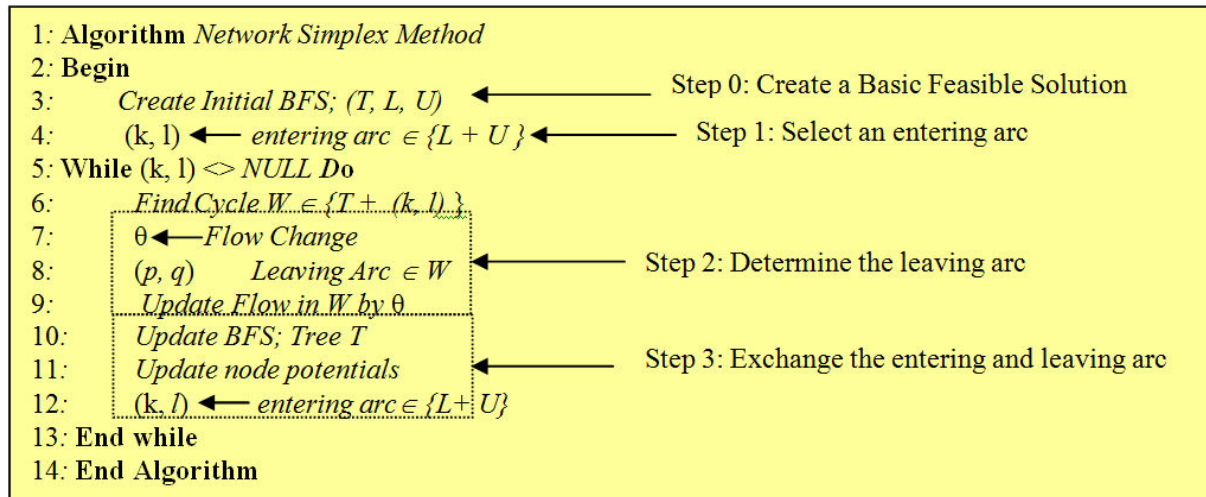 1: Algorithm Network Simplex Method
2: Begin
3: Create Initial BFS; (T, L, U)
Step 0: Create a Basic Feasible Solution
4: (k, l) ← entering arc ∈ {L + U }
Step 1: Select an entering arc
5: While (k, l) <> NULL Do
6: Find Cycle W ∈ {T + (k, l) }
7: θ ← Flow Change
8: (p, q) Leaving Arc ∈ W
Step 2: Determine the leaving arc
9: Update Flow in W by θ
10: Update BFS; Tree T
11: Update node potentials
Step 3: Exchange the entering and leaving arc
12: (k, l) ← entering arc ∈ {L+ U}
13: End while
14: End Algorithm